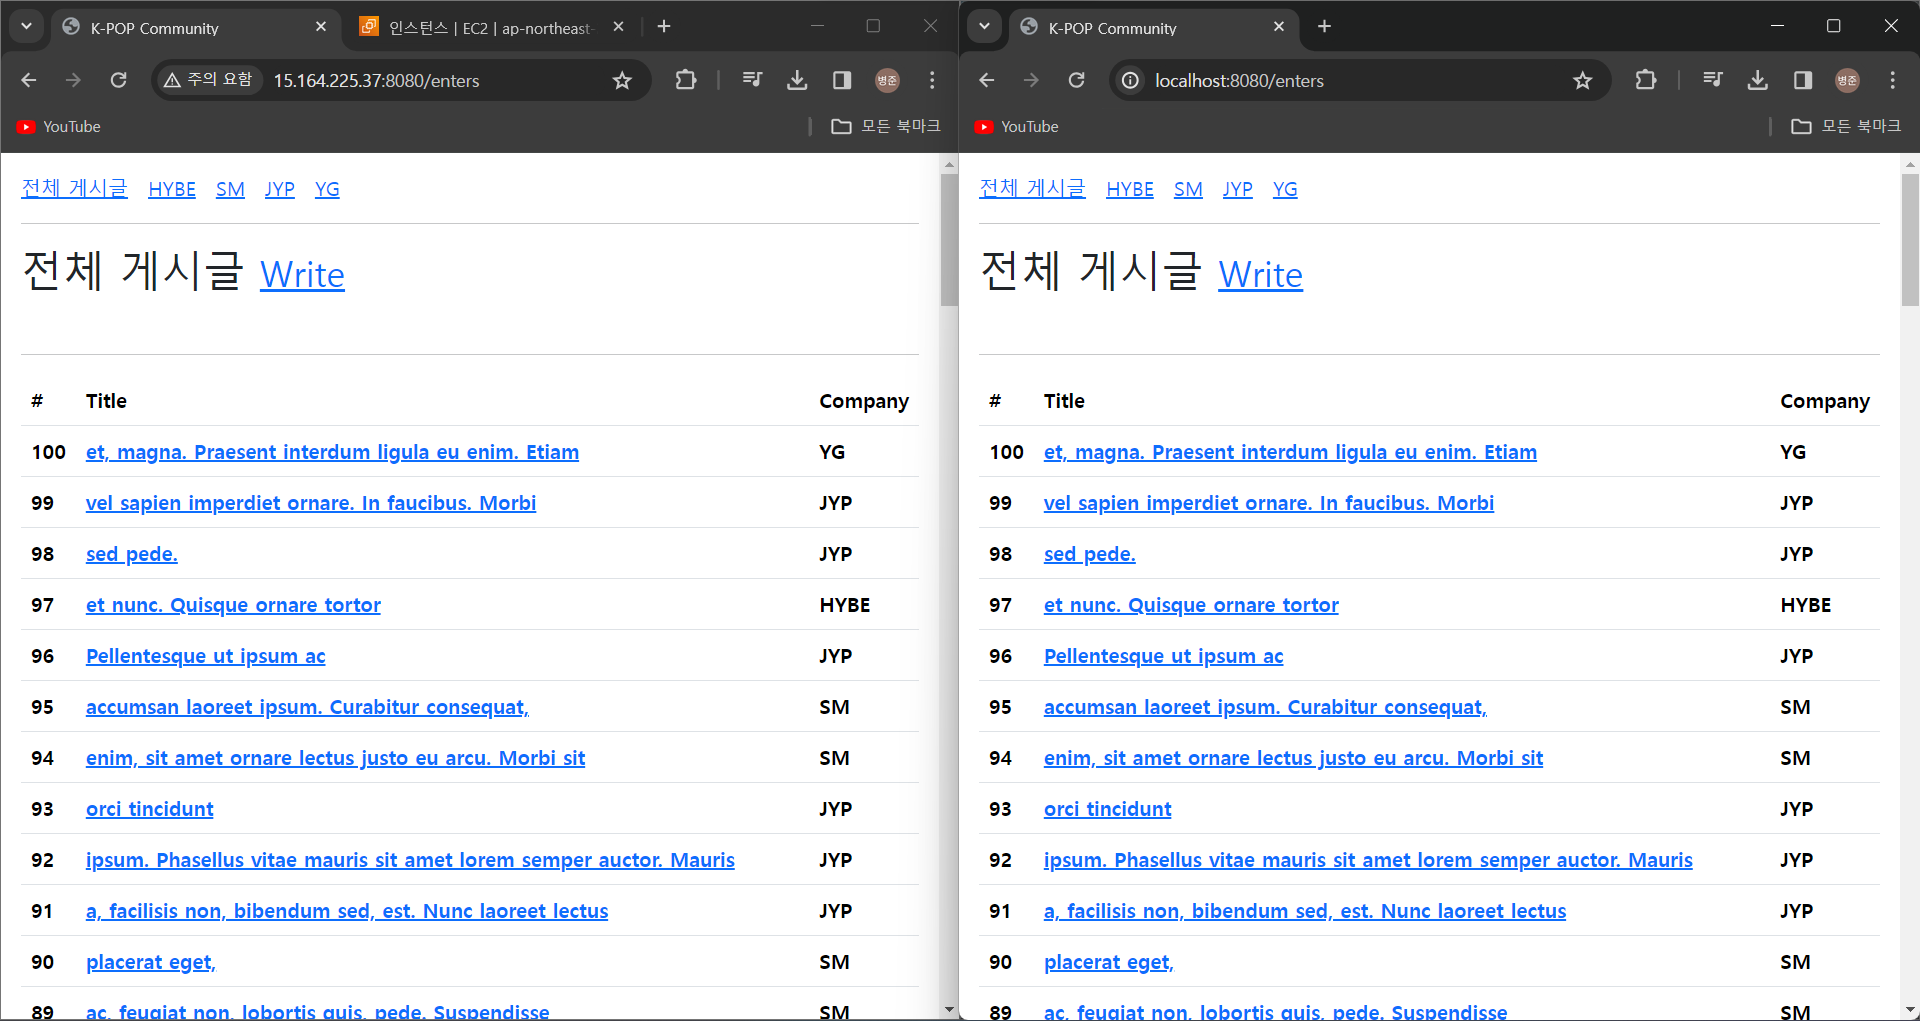 K-POP Community
인스턴스 | EC2 | ap-northeast-
주의 요함
15.164.225.37:8080/enters
병준
YouTube
모든 북마크
전체 게시글 HYBE SM JYP YG
전체 게시글 Write
# Title Company
100 et, magna. Praesent interdum ligula eu enim. Etiam YG
99 vel sapien imperdiet ornare. In faucibus. Morbi JYP
98 sed pede. JYP
97 et nunc. Quisque ornare tortor HYBE
96 Pellentesque ut ipsum ac JYP
95 accumsan laoreet ipsum. Curabitur consequat, SM
94 enim, sit amet ornare lectus justo eu arcu. Morbi sit SM
93 orci tincidunt JYP
92 ipsum. Phasellus vitae mauris sit amet lorem semper auctor. Mauris JYP
91 a, facilisis non, bibendum sed, est. Nunc laoreet lectus JYP
90 placerat eget, SM
89 ac, feugiat non, lobortis quis, pede. Suspendisse SM
K-POP Community
localhost:8080/enters
병준
YouTube
모든 북마크
전체 게시글 HYBE SM JYP YG
전체 게시글 Write
# Title Company
100 et, magna. Praesent interdum ligula eu enim. Etiam YG
99 vel sapien imperdiet ornare. In faucibus. Morbi JYP
98 sed pede. JYP
97 et nunc. Quisque ornare tortor HYBE
96 Pellentesque ut ipsum ac JYP
95 accumsan laoreet ipsum. Curabitur consequat, SM
94 enim, sit amet ornare lectus justo eu arcu. Morbi sit SM
93 orci tincidunt JYP
92 ipsum. Phasellus vitae mauris sit amet lorem semper auctor. Mauris JYP
91 a, facilisis non, bibendum sed, est. Nunc laoreet lectus JYP
90 placerat eget, SM
89 ac, feugiat non, lobortis quis, pede. Suspendisse SM